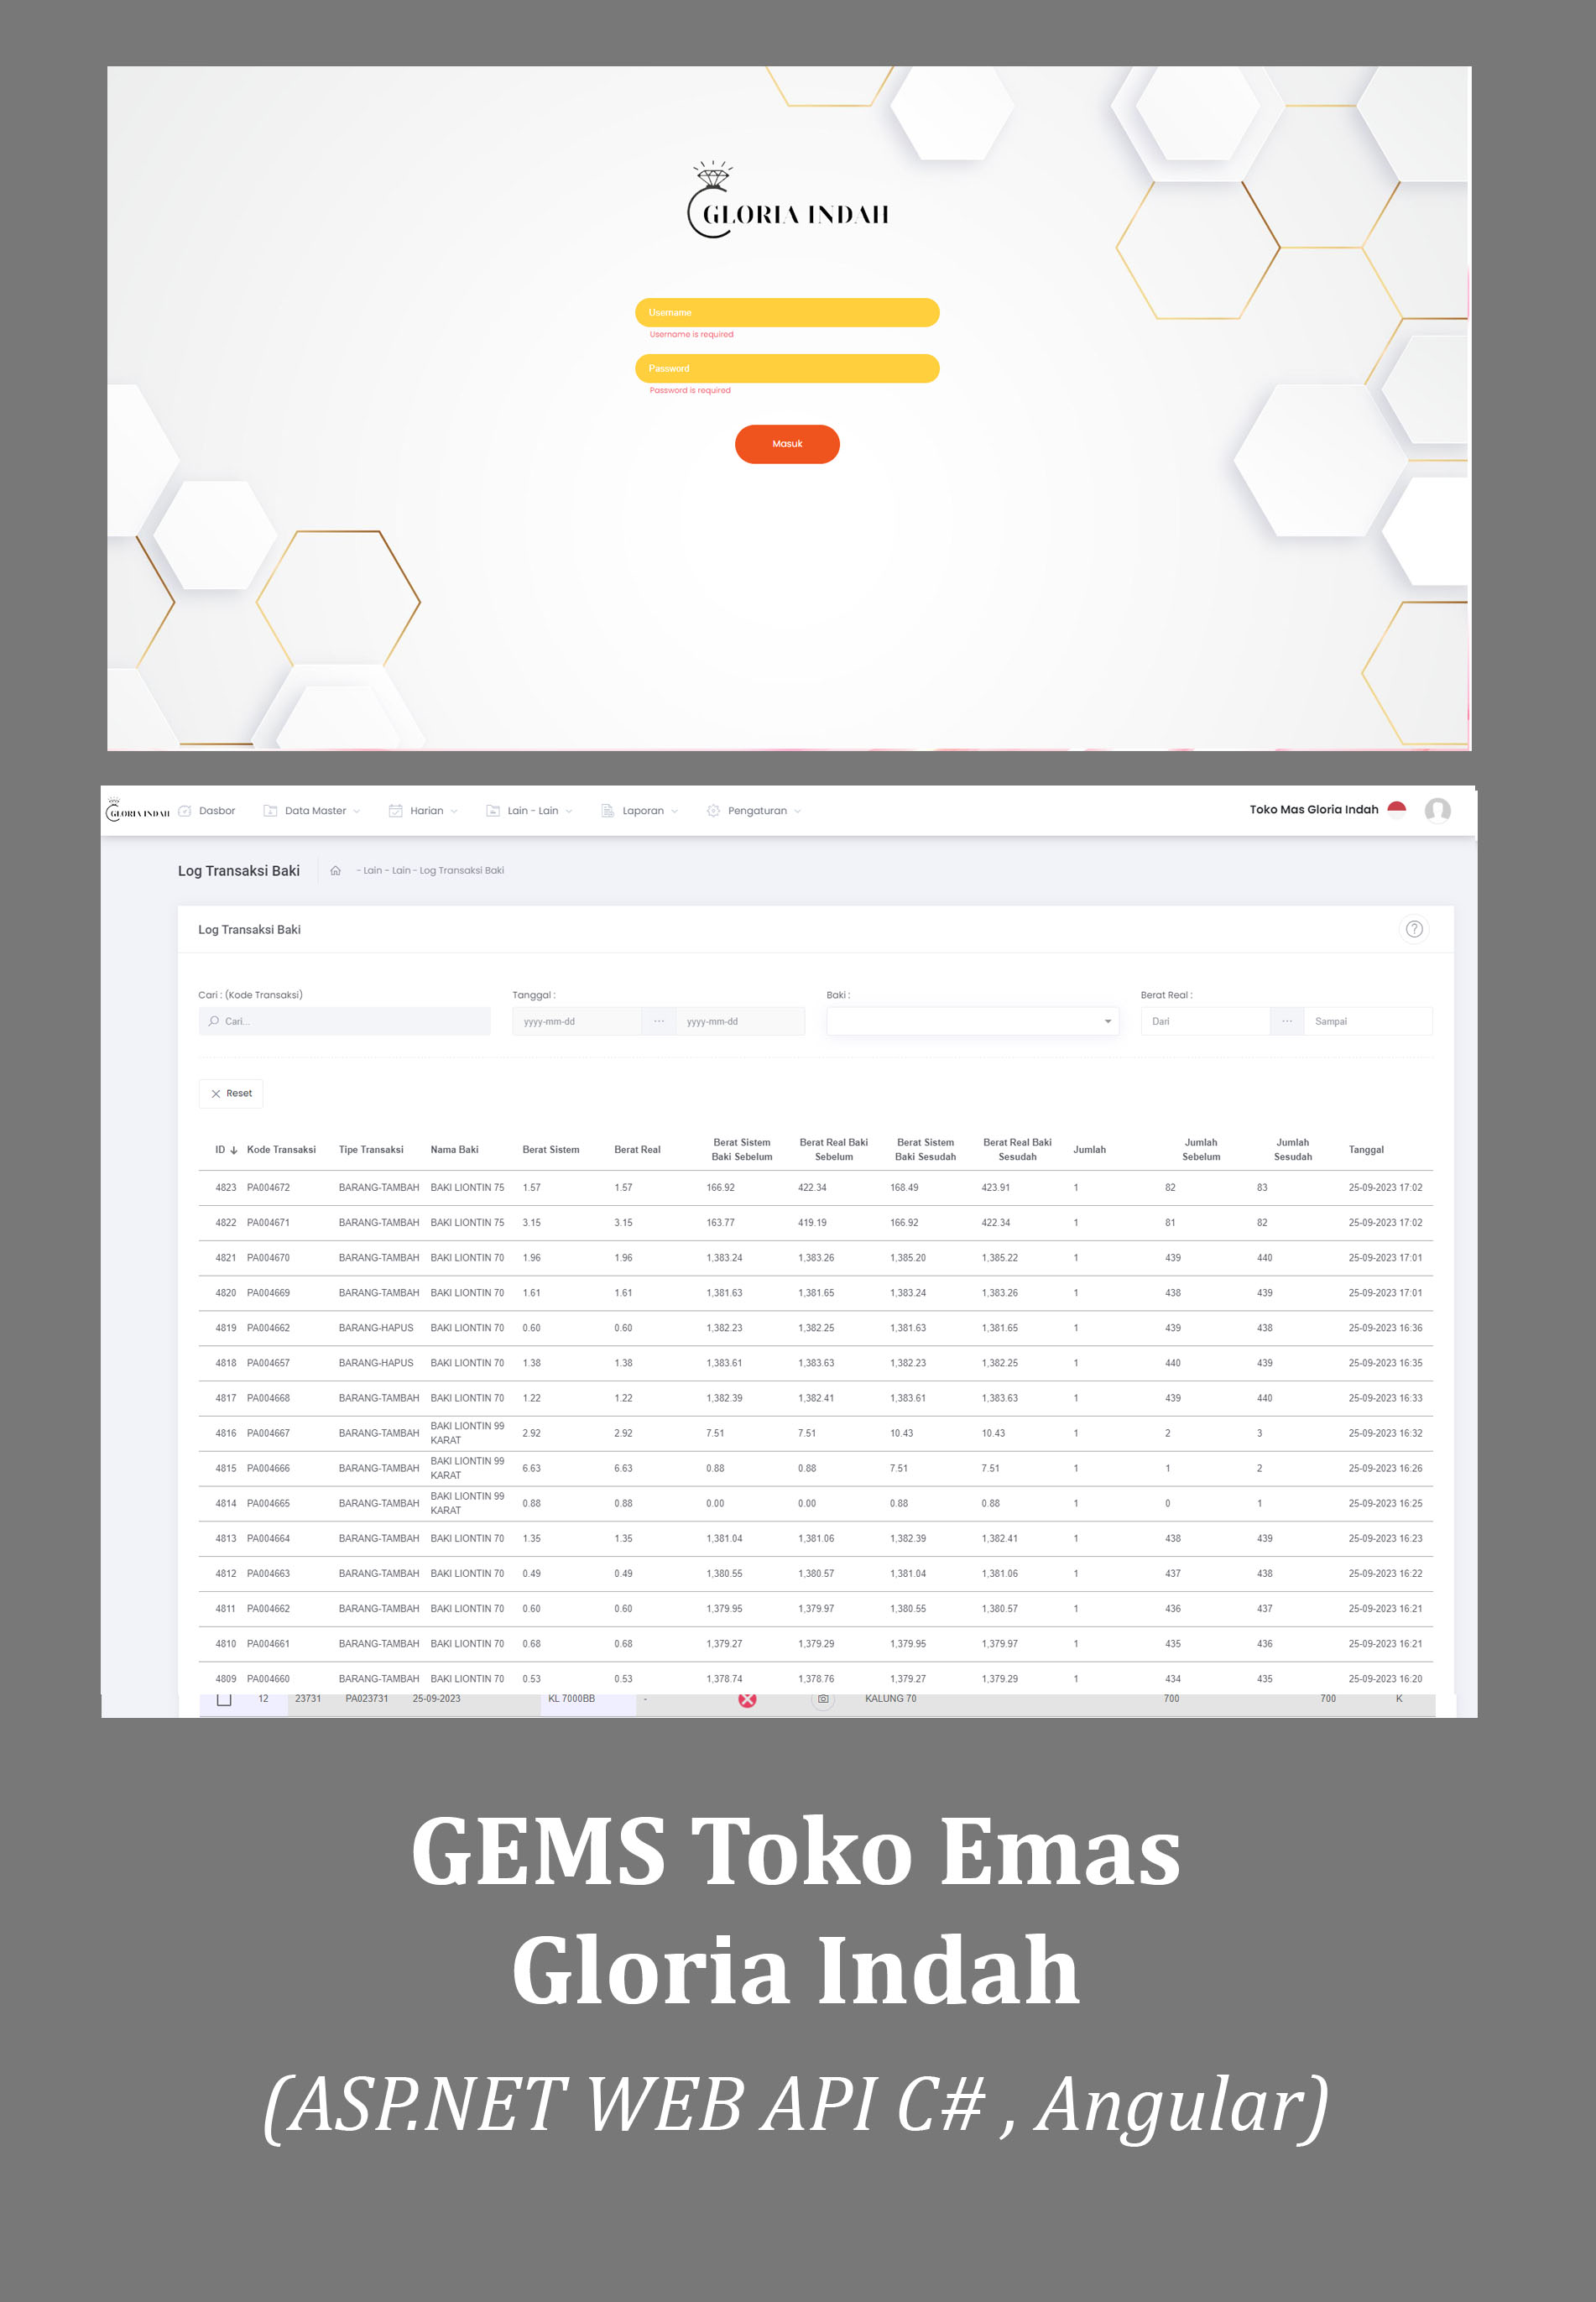 GLORIA INDAH
Username
Username is required
Password
Password is required
Masuk
GLORIA INDAH Dasbor Data Master Harian Lain - Lain Laporan Pengaturan Toko Mas Gloria Indah
Log Transaksi Baki - Lain - Lain - Log Transaksi Baki
Log Transaksi Baki
Cari : (Kode Transaksi) Tanggal : Baki : Berat Real :
Cari... yyyy-mm-dd ... yyyy-mm-dd Dari ... Sampai
Reset
ID Kode Transaksi Tipe Transaksi Nama Baki Berat Sistem Berat Real Berat Sistem Baki Sebelum Berat Real Baki Sebelum Berat Sistem Baki Sesudah Berat Real Baki Sesudah Jumlah Jumlah Sebelum Jumlah Sesudah Tanggal
4823 PA004672 BARANG-TAMBAH BAKI LIONTIN 75 1.57 1.57 166.92 422.34 168.49 423.91 1 82 83 25-09-2023 17:02
4822 PA004671 BARANG-TAMBAH BAKI LIONTIN 75 3.15 3.15 163.77 419.19 166.92 422.34 1 81 82 25-09-2023 17:02
4821 PA004670 BARANG-TAMBAH BAKI LIONTIN 70 1.96 1.96 1,383.24 1,383.26 1,385.20 1,385.22 1 439 440 25-09-2023 17:01
4820 PA004669 BARANG-TAMBAH BAKI LIONTIN 70 1.61 1.61 1,381.63 1,381.65 1,383.24 1,383.26 1 438 439 25-09-2023 17:01
4819 PA004662 BARANG-HAPUS BAKI LIONTIN 70 0.60 0.60 1,382.23 1,382.25 1,381.63 1,381.65 1 439 438 25-09-2023 16:36
4818 PA004657 BARANG-HAPUS BAKI LIONTIN 70 1.38 1.38 1,383.61 1,383.63 1,382.23 1,382.25 1 440 439 25-09-2023 16:35
4817 PA004668 BARANG-TAMBAH BAKI LIONTIN 70 1.22 1.22 1,382.39 1,382.41 1,383.61 1,383.63 1 439 440 25-09-2023 16:33
4816 PA004667 BARANG-TAMBAH BAKI LIONTIN 99 KARAT 2.92 2.92 7.51 7.51 10.43 10.43 1 2 3 25-09-2023 16:32
4815 PA004666 BARANG-TAMBAH BAKI LIONTIN 99 KARAT 6.63 6.63 0.88 0.88 7.51 7.51 1 1 2 25-09-2023 16:26
4814 PA004665 BARANG-TAMBAH BAKI LIONTIN 99 KARAT 0.88 0.88 0.00 0.00 0.88 0.88 1 0 1 25-09-2023 16:25
4813 PA004664 BARANG-TAMBAH BAKI LIONTIN 70 1.35 1.35 1,381.04 1,381.06 1,382.39 1,382.41 1 438 439 25-09-2023 16:23
4812 PA004663 BARANG-TAMBAH BAKI LIONTIN 70 0.49 0.49 1,380.55 1,380.57 1,381.04 1,381.06 1 437 438 25-09-2023 16:22
4811 PA004662 BARANG-TAMBAH BAKI LIONTIN 70 0.60 0.60 1,379.95 1,379.97 1,380.55 1,380.57 1 436 437 25-09-2023 16:21
4810 PA004661 BARANG-TAMBAH BAKI LIONTIN 70 0.68 0.68 1,379.27 1,379.29 1,379.95 1,379.97 1 435 436 25-09-2023 16:21
4809 PA004660 BARANG-TAMBAH BAKI LIONTIN 70 0.53 0.53 1,378.74 1,378.76 1,379.27 1,379.29 1 434 435 25-09-2023 16:20
12 23731 PA023731 25-09-2023 KL 7000BB - KALUNG 70 700 700 K
GEMS Toko Emas
Gloria Indah
(ASP.NET WEB API C# , Angular)